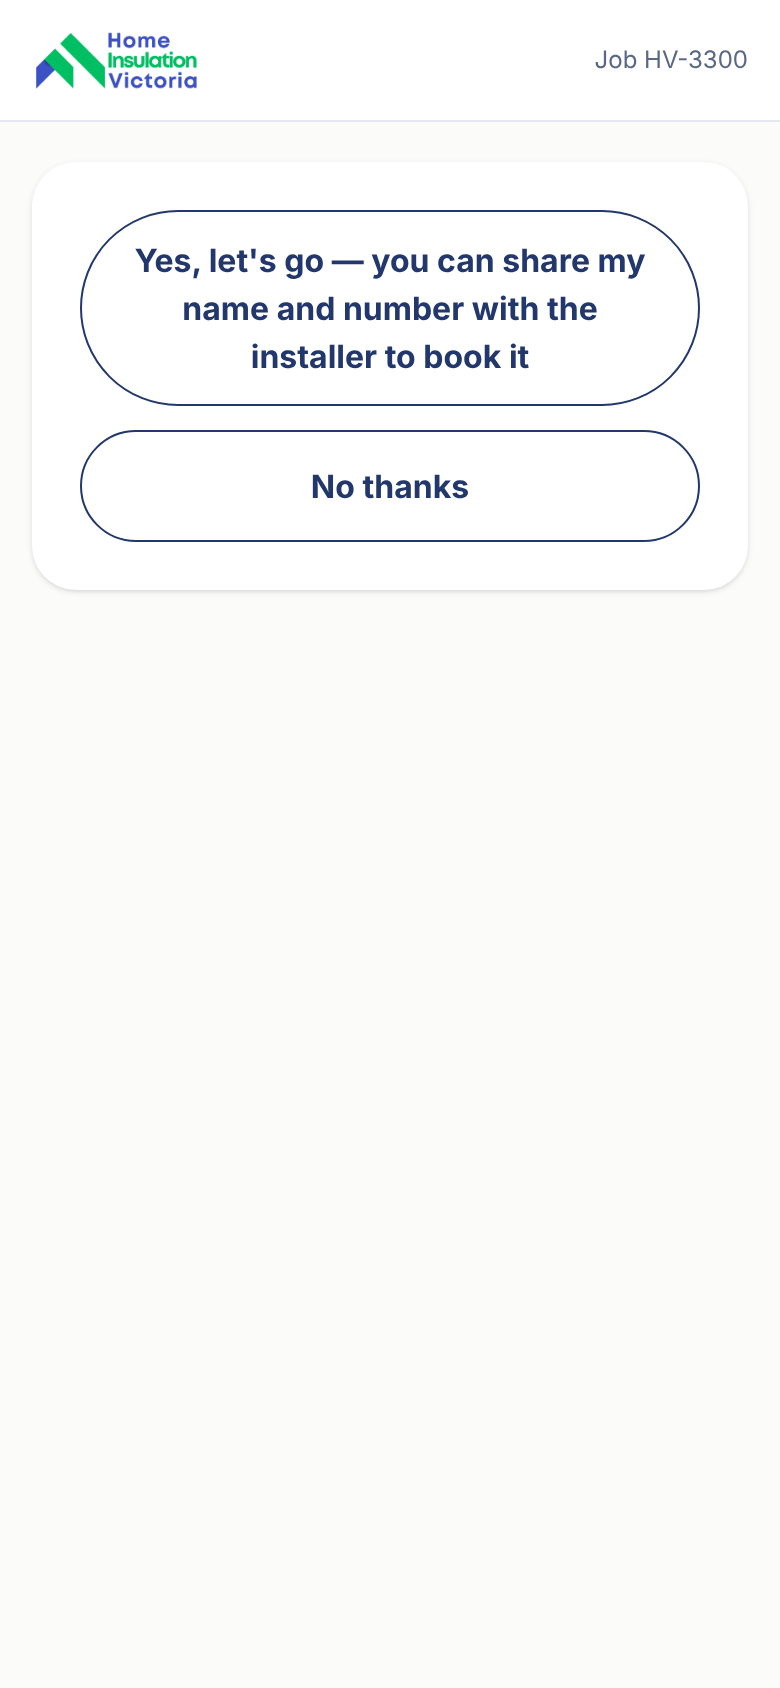 Home
Insulation
Victoria
Job HV-3300
Yes, let's go — you can share my
name and number with the
installer to book it
No thanks